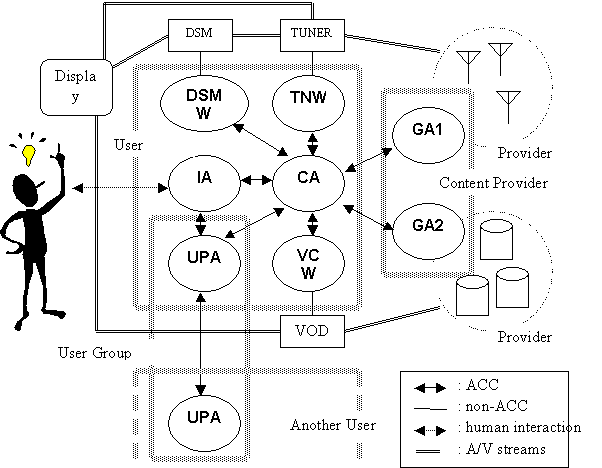 DSM
TUNER
Displa
y
DSM
W
TNW
GA1
User
Provider
IA
CA
Content Provider
GA2
UPA
VC
W
VOD
Provider
User Group
UPA
Another User
: ACC
: non-ACC
: human interaction
: A/V streams